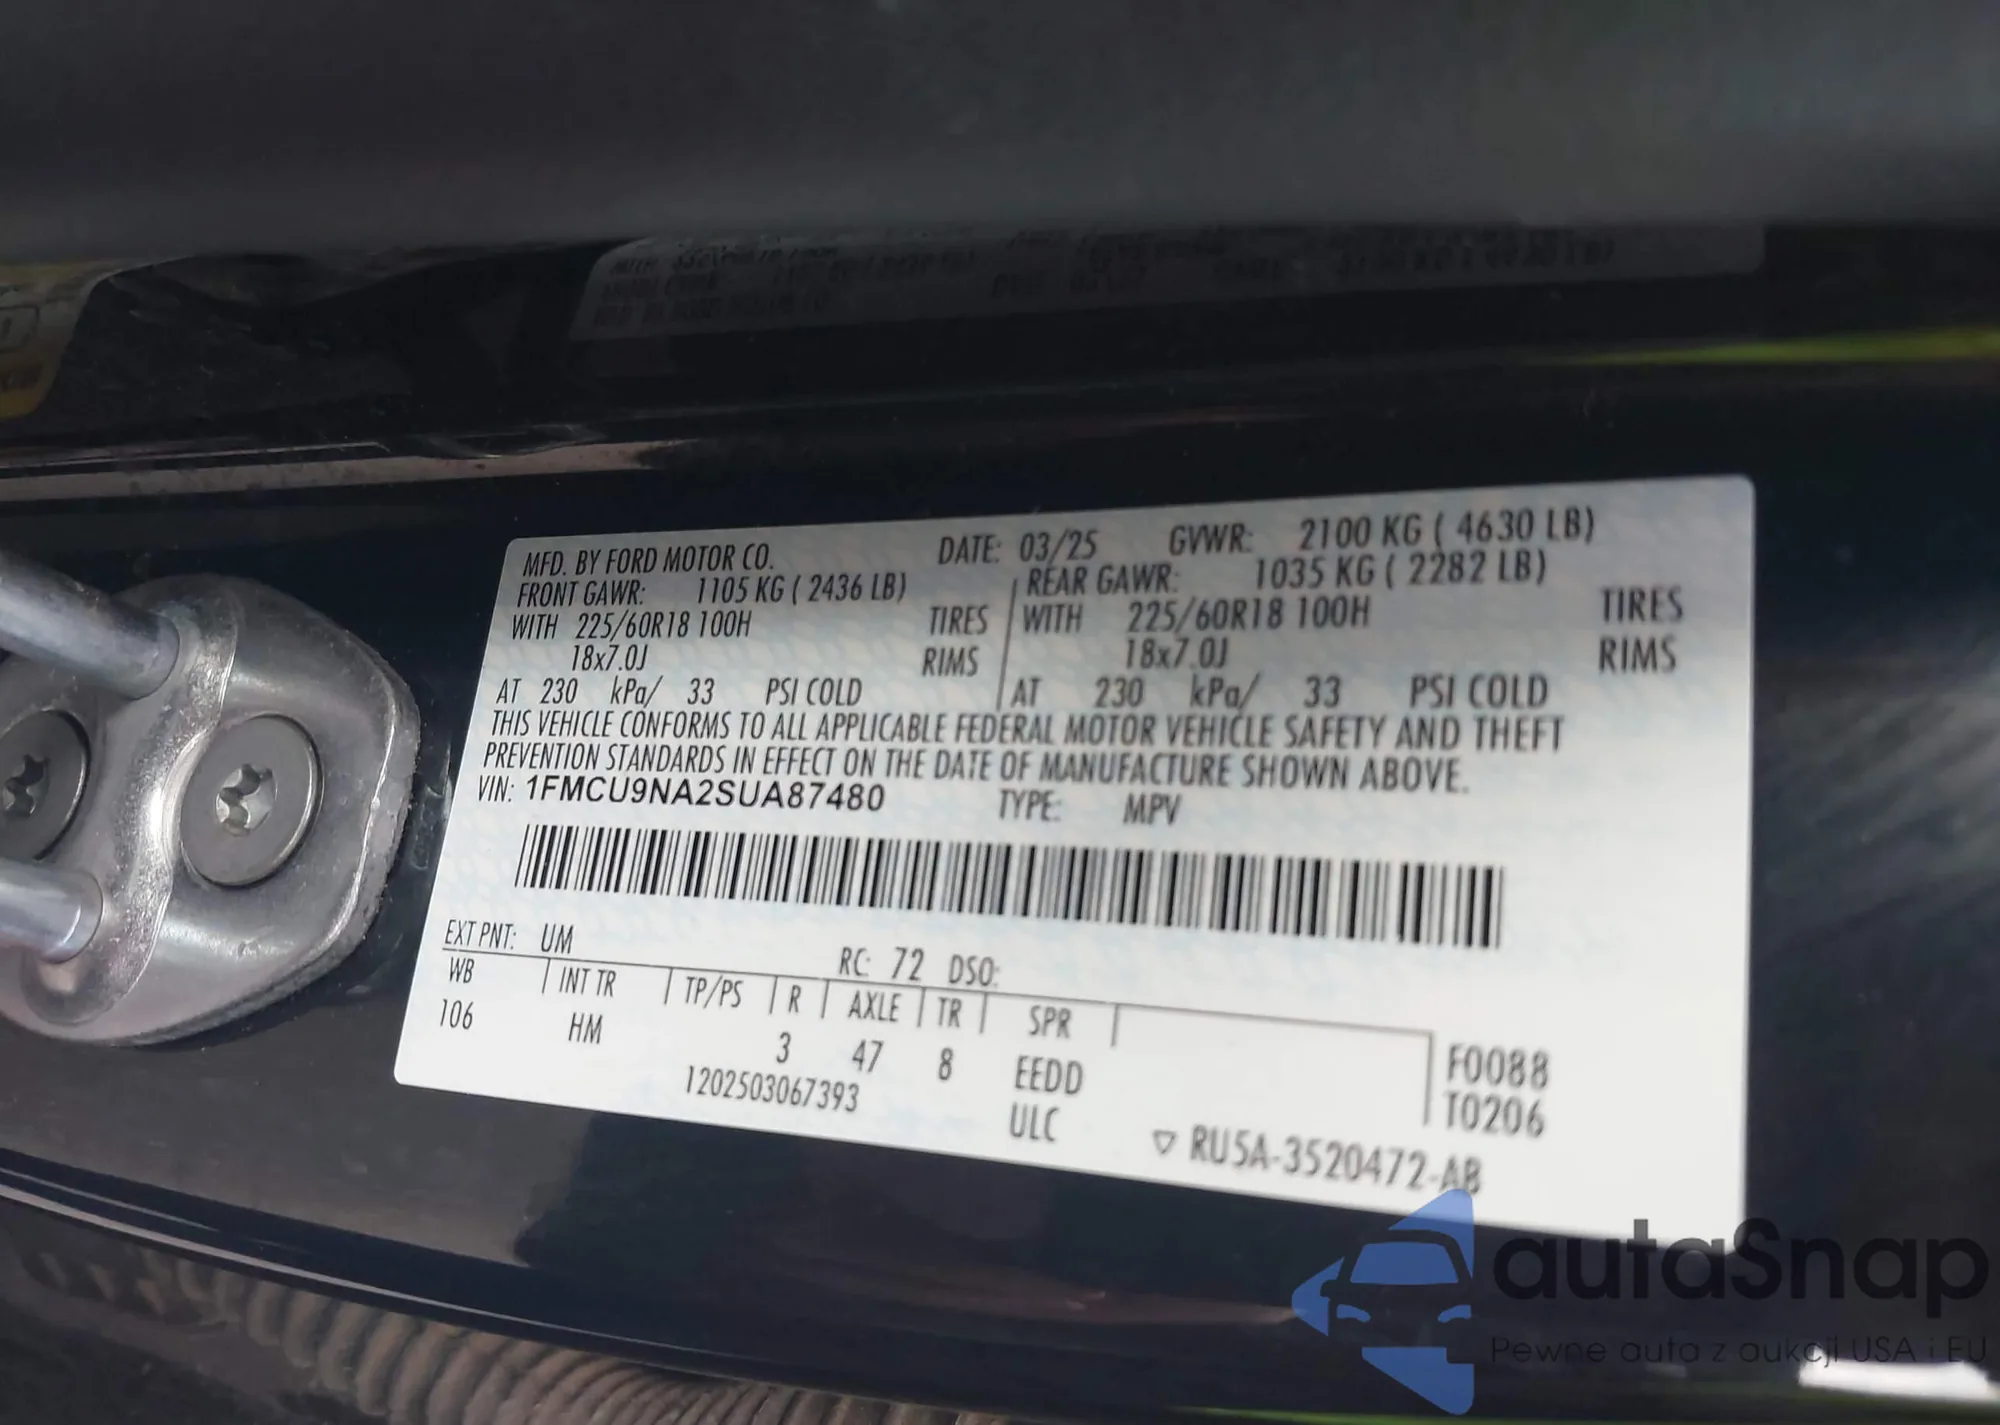 MFD. BY FORD MOTOR CO. DATE: 03/25 GVWR: 2100 KG ( 4630 LB)
FRONT GAWR: 1105 KG ( 2436 LB) REAR GAWR: 1035 KG ( 2282 LB)
WITH 225/60R18 100H TIRES WITH 225/60R18 100H TIRES
18x7.0J RIMS 18x7.0J RIMS
AT 230 kPa/ 33 PSI COLD AT 230 kPa/ 33 PSI COLD
THIS VEHICLE CONFORMS TO ALL APPLICABLE FEDERAL MOTOR VEHICLE SAFETY AND THEFT
PREVENTION STANDARDS IN EFFECT ON THE DATE OF MANUFACTURE SHOWN ABOVE.
VIN: 1FMCU9NA2SUA87480 TYPE: MPV
EXT PNT: UM RC: 72 DSO:
WB INT TR TP/PS R AXLE TR SPR
106 HM 3 47 8 EEDD F0088
1202503067393 ULC T0206
▽ RU5A-3520472-AB
autaSnap
Pewne auta z aukcji USA i EU